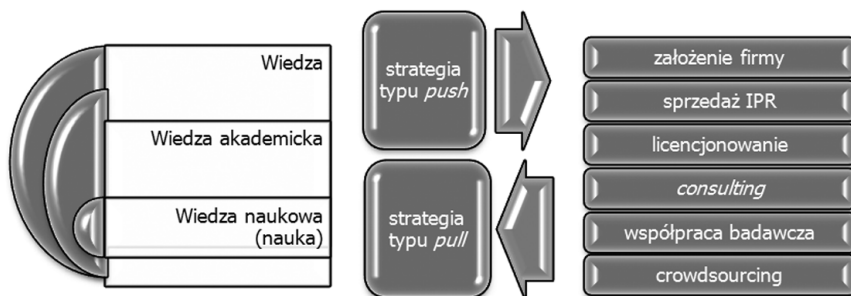 Wiedza
Wiedza akademicka
Wiedza naukowa
(nauka)
strategia
typu push
strategia
typu pull
założenie firmy
sprzedaż IPR
licencjonowanie
consulting
współpraca badawcza
crowdsourcing